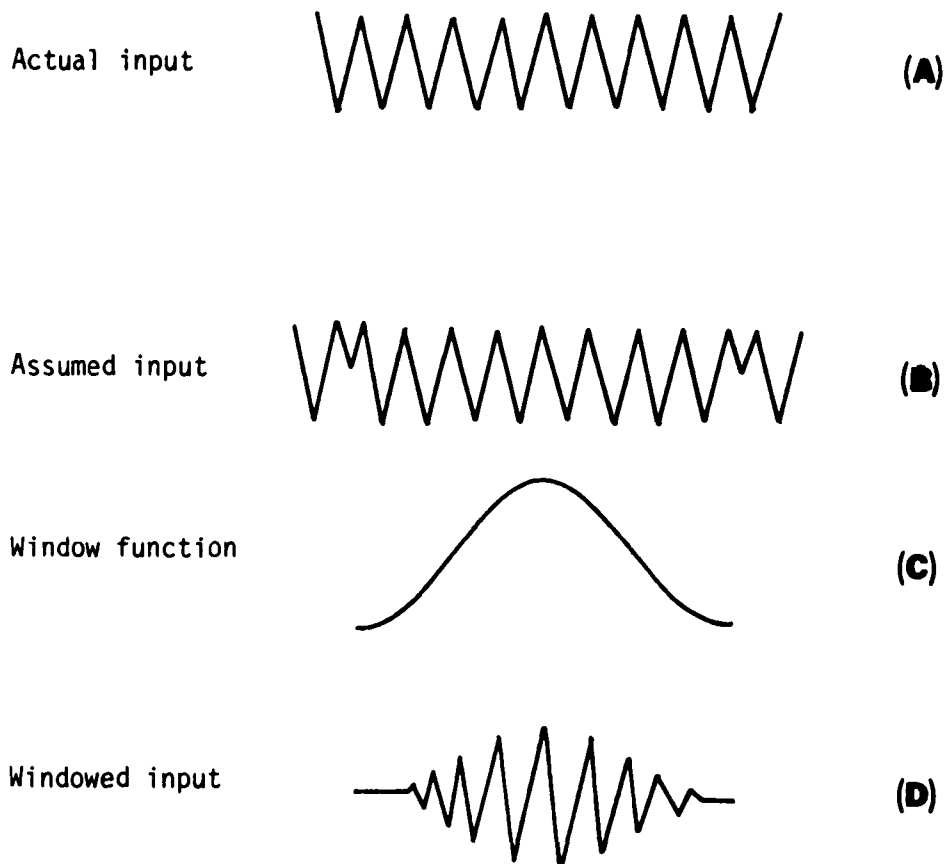 Actual input (A)
Assumed input (B)
Window function (C)
Windowed input (D)